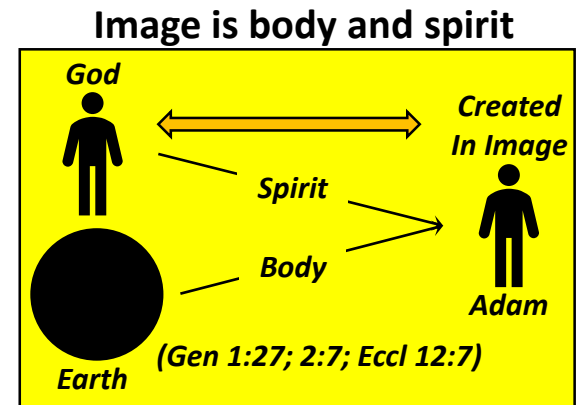 Image is body and spirit
God
Created
In Image
Spirit
Body
Adam
(Gen 1:27; 2:7; Eccl 12:7)
Earth